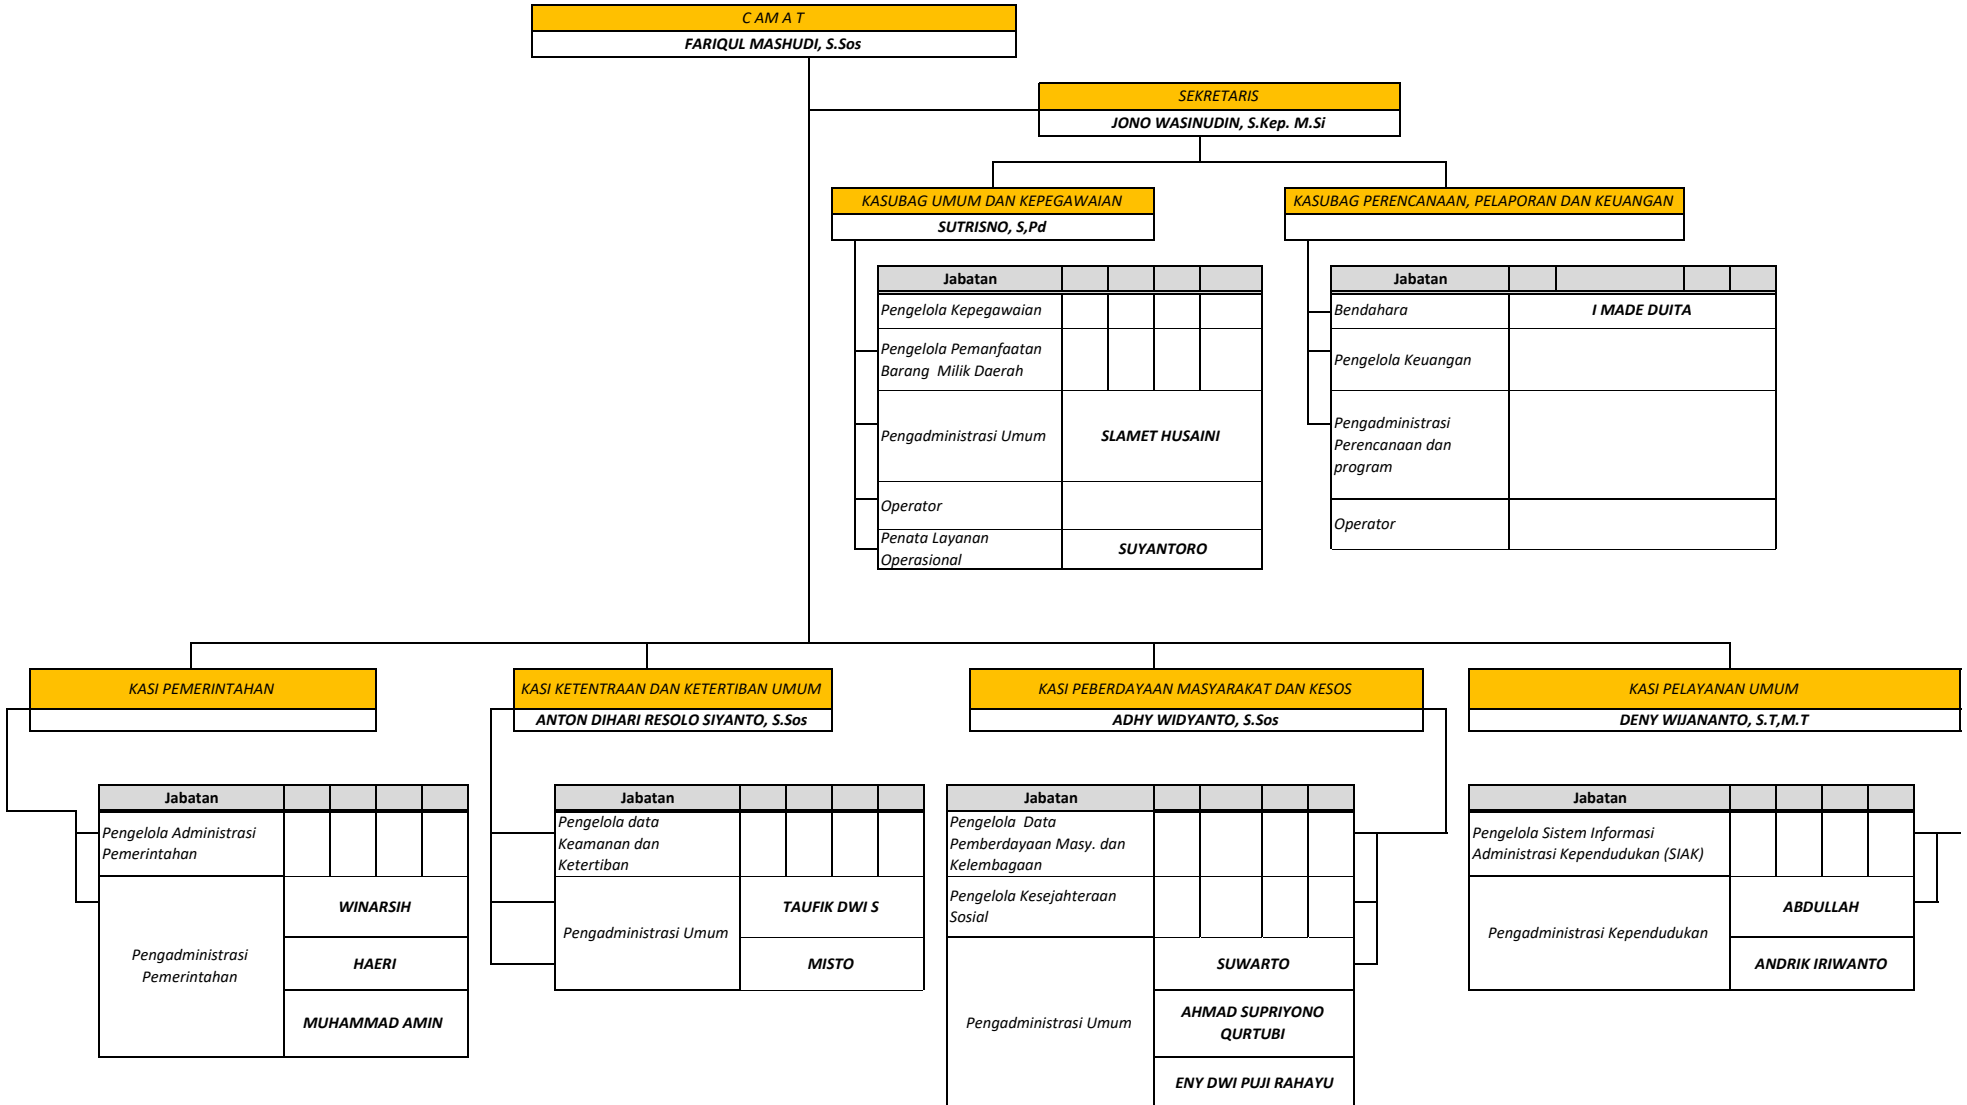 C AM A T
FARIQUL MASHUDI, S.Sos
SEKRETARIS
JONO WASINUDIN, S.Kep. M.Si
KASUBAG UMUM DAN KEPEGAWAIAN
SUTRISNO, S,Pd
KASUBAG PERENCANAAN, PELAPORAN DAN KEUANGAN
Jabatan
Pengelola Kepegawaian
Pengelola Pemanfaatan
Barang Milik Daerah
Pengadministrasi Umum
SLAMET HUSAINI
Operator
Penata Layanan
Operasional
SUYANTORO
Jabatan
Bendahara
I MADE DUITA
Pengelola Keuangan
Pengadministrasi
Perencanaan dan
program
Operator
KASI PEMERINTAHAN
KASI KETENTRAAN DAN KETERTIBAN UMUM
ANTON DIHARI RESOLO SIYANTO, S.Sos
KASI PEBERDAYAAN MASYARAKAT DAN KESOS
ADHY WIDYANTO, S.Sos
KASI PELAYANAN UMUM
DENY WIJANANTO, S.T,M.T
Jabatan
Pengelola Administrasi
Pemerintahan
Pengadministrasi
Pemerintahan
WINARSIH
HAERI
MUHAMMAD AMIN
Jabatan
Pengelola data
Keamanan dan
Ketertiban
Pengadministrasi Umum
TAUFIK DWI S
MISTO
Jabatan
Pengelola Data
Pemberdayaan Masy. dan
Kelembagaan
Pengelola Kesejahteraan
Sosial
Pengadministrasi Umum
SUWARTO
AHMAD SUPRIYONO
QURTUBI
ENY DWI PUJI RAHAYU
Jabatan
Pengelola Sistem Informasi
Administrasi Kependudukan (SIAK)
Pengadministrasi Kependudukan
ABDULLAH
ANDRIK IRIWANTO